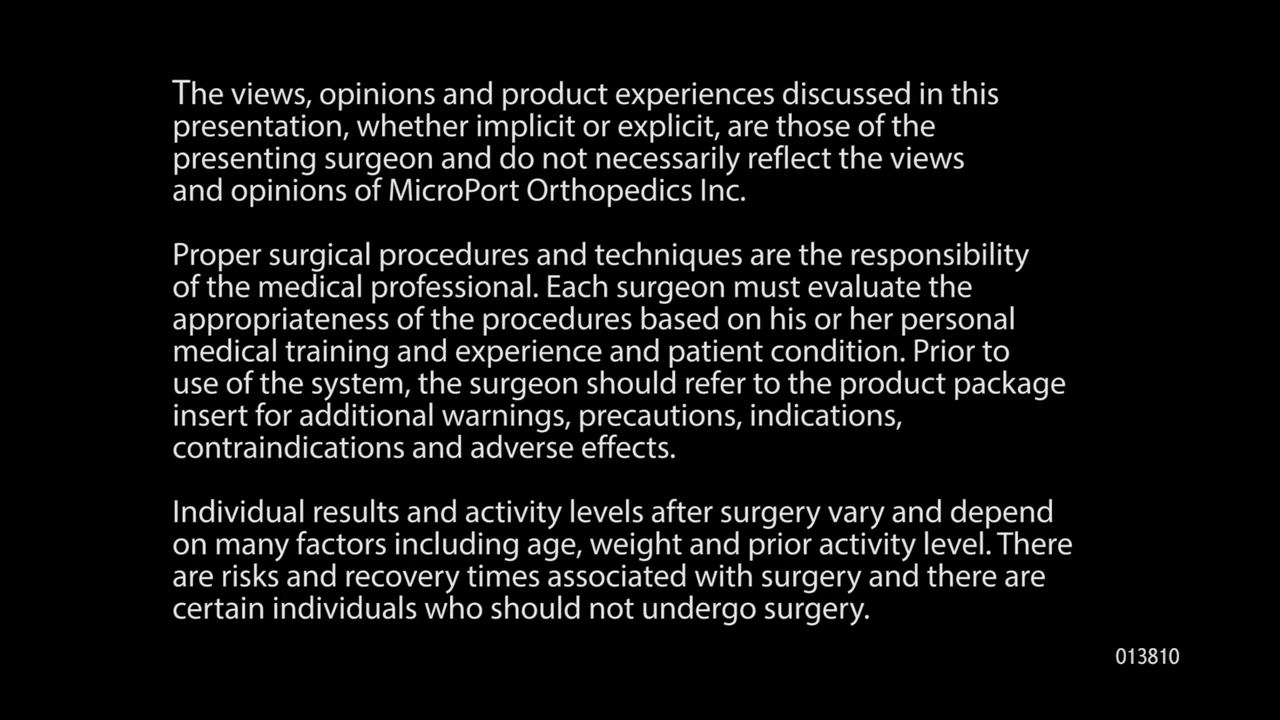 The views, opinions and product experiences discussed in this
presentation, whether implicit or explicit, are those of the
presenting surgeon and do not necessarily reflect the views
and opinions of MicroPort Orthopedics Inc.
Proper surgical procedures and techniques are the responsibility
of the medical professional. Each surgeon must evaluate the
appropriateness of the procedures based on his or her personal
medical training and experience and patient condition. Prior to
use of the system, the surgeon should refer to the product package
insert for additional warnings, precautions, indications,
contraindications and adverse effects.
Individual results and activity levels after surgery vary and depend
on many factors including age, weight and prior activity level. There
are risks and recovery times associated with surgery and there are
certain individuals who should not undergo surgery.
013810